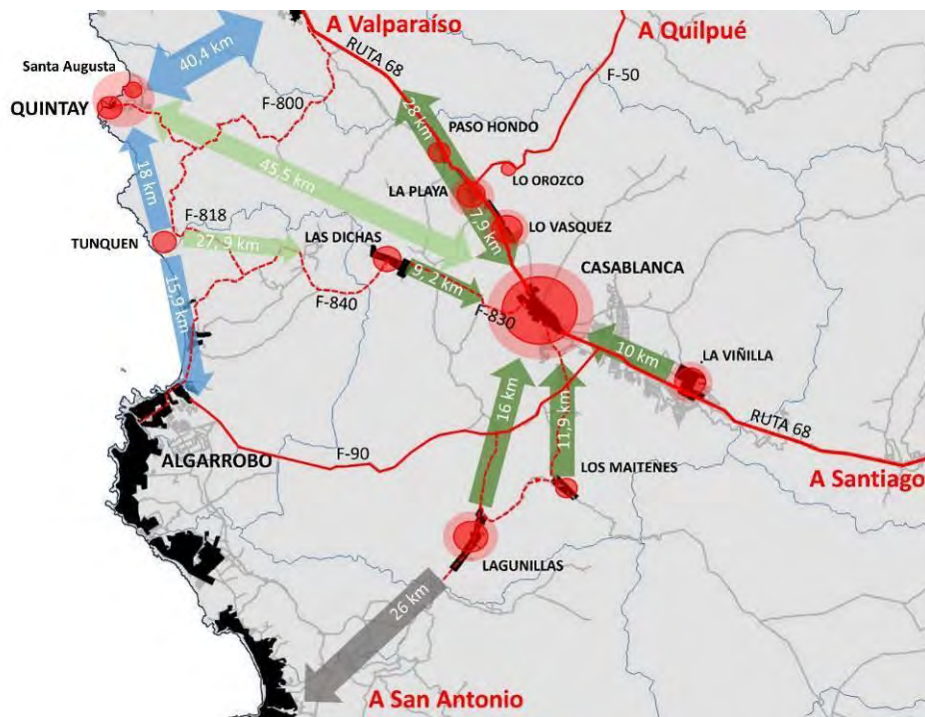 A Valparaíso
A Quilpué
40,4 km
RUTA 68
Santa Augusta
F-50
QUINTAY
F-800
28 km
PASO HONDO
45,5 km
LO OROZCO
18 km
LA PLAYA
7,9 km
LO VASQUEZ
F-818
TUNQUEN
27, 9 km
LAS DICHAS
CASABLANCA
9, 2 km
15,9 km
F-840
F-830
10 km
LA VIÑILLA
16 km
11,9 km
RUTA 68
F-90
ALGARROBO
LOS MAITENES
A Santiago
LAGUNILLAS
26 km
A San Antonio